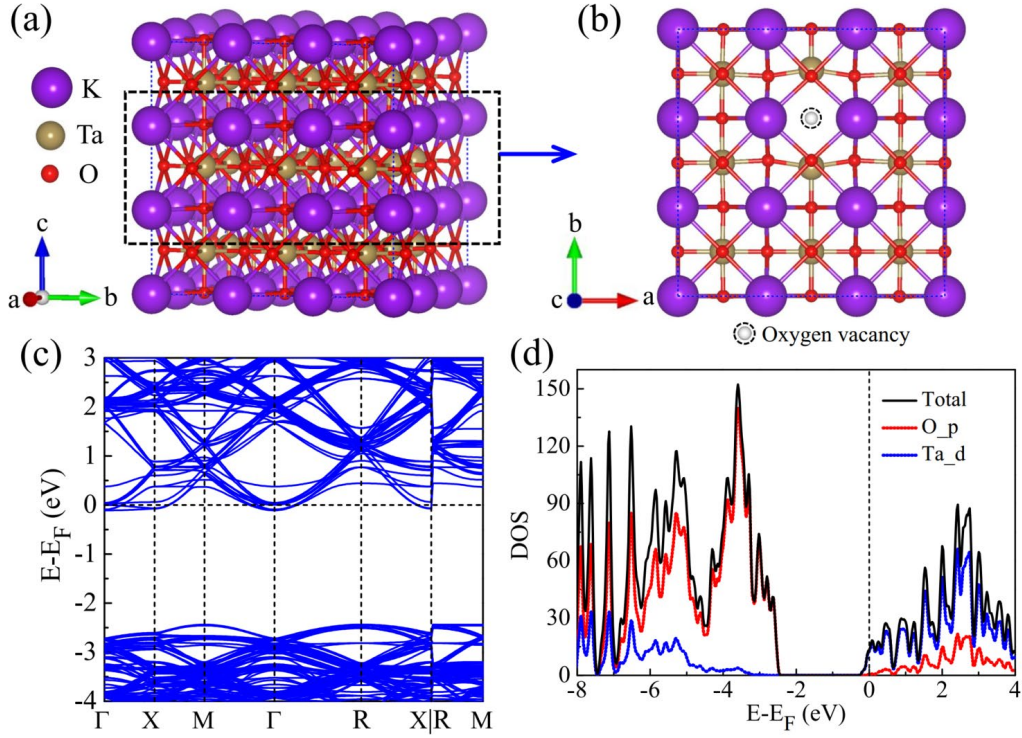 (a)
K
Ta
O
c
a
b
(b)
b
c
a
Oxygen vacancy
(c)
E-E_F (eV)
3
2
1
0
-1
-2
-3
-4
Γ X M Γ R X|R M
(d)
DOS
150
120
90
60
30
0
Total
O_p
Ta_d
-8 -6 -4 -2 0 2 4
E-E_F (eV)